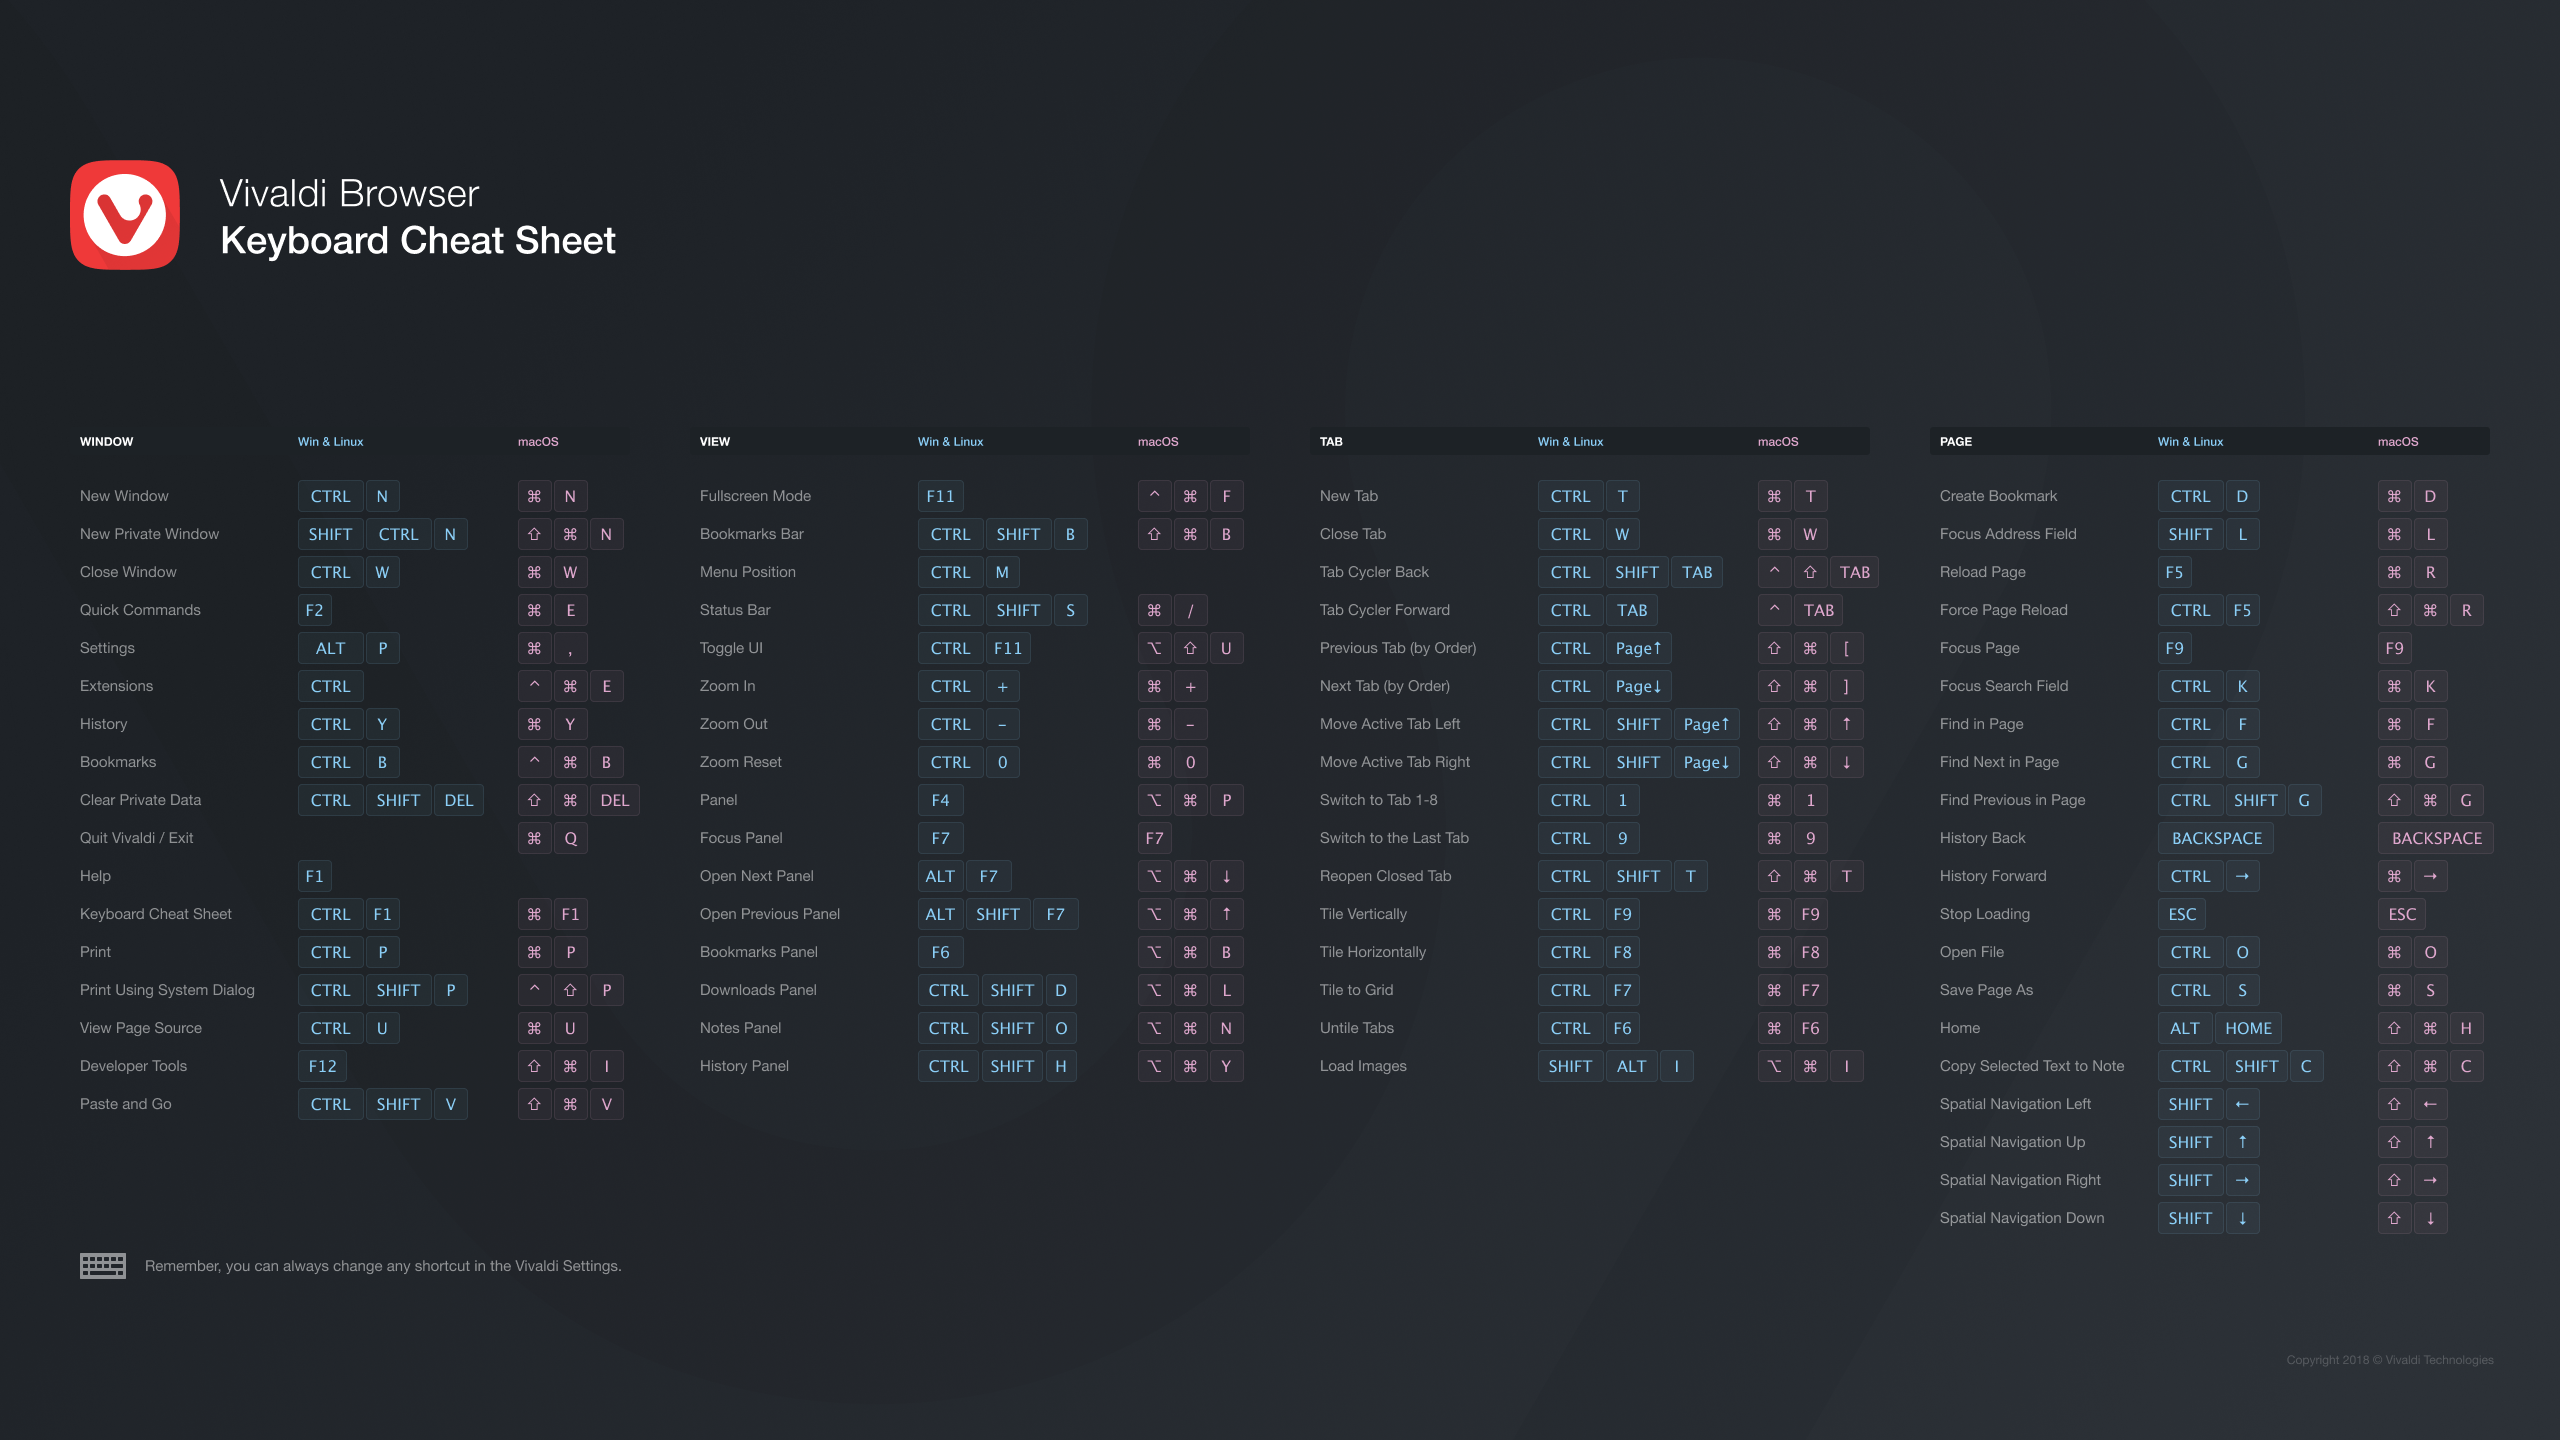 Vivaldi Browser
Keyboard Cheat Sheet
WINDOW Win & Linux macOS
New Window CTRL N ⌘ N
New Private Window SHIFT CTRL N ⇧ ⌘ N
Close Window CTRL W ⌘ W
Quick Commands F2 ⌘ E
Settings ALT P ⌘ ,
Extensions CTRL ^ ⌘ E
History CTRL Y ⌘ Y
Bookmarks CTRL B ^ ⌘ B
Clear Private Data CTRL SHIFT DEL ⇧ ⌘ DEL
Quit Vivaldi / Exit ⌘ Q
Help F1
Keyboard Cheat Sheet CTRL F1 ⌘ F1
Print CTRL P ⌘ P
Print Using System Dialog CTRL SHIFT P ^ ⇧ P
View Page Source CTRL U ⌘ U
Developer Tools F12 ⇧ ⌘ I
Paste and Go CTRL SHIFT V ⇧ ⌘ V
VIEW Win & Linux macOS
Fullscreen Mode F11 ^ ⌘ F
Bookmarks Bar CTRL SHIFT B ⇧ ⌘ B
Menu Position CTRL M
Status Bar CTRL SHIFT S ⌘ /
Toggle UI CTRL F11 ⌥ ⇧ U
Zoom In CTRL + ⌘ +
Zoom Out CTRL – ⌘ –
Zoom Reset CTRL 0 ⌘ 0
Panel F4 ⌥ ⌘ P
Focus Panel F7 F7
Open Next Panel ALT F7 ⌥ ⌘ ↓
Open Previous Panel ALT SHIFT F7 ⌥ ⌘ ↑
Bookmarks Panel F6 ⌥ ⌘ B
Downloads Panel CTRL SHIFT D ⌥ ⌘ L
Notes Panel CTRL SHIFT O ⌥ ⌘ N
History Panel CTRL SHIFT H ⌥ ⌘ Y
TAB Win & Linux macOS
New Tab CTRL T ⌘ T
Close Tab CTRL W ⌘ W
Tab Cycler Back CTRL SHIFT TAB ^ ⇧ TAB
Tab Cycler Forward CTRL TAB ^ TAB
Previous Tab (by Order) CTRL Page↑ ⇧ ⌘ [
Next Tab (by Order) CTRL Page↓ ⇧ ⌘ ]
Move Active Tab Left CTRL SHIFT Page↑ ⇧ ⌘ ↑
Move Active Tab Right CTRL SHIFT Page↓ ⇧ ⌘ ↓
Switch to Tab 1-8 CTRL 1 ⌘ 1
Switch to the Last Tab CTRL 9 ⌘ 9
Reopen Closed Tab CTRL SHIFT T ⇧ ⌘ T
Tile Vertically CTRL F9 ⌘ F9
Tile Horizontally CTRL F8 ⌘ F8
Tile to Grid CTRL F7 ⌘ F7
Untile Tabs CTRL F6 ⌘ F6
Load Images SHIFT ALT I ⌥ ⌘ I
PAGE Win & Linux macOS
Create Bookmark CTRL D ⌘ D
Focus Address Field SHIFT L ⌘ L
Reload Page F5 ⌘ R
Force Page Reload CTRL F5 ⇧ ⌘ R
Focus Page F9 F9
Focus Search Field CTRL K ⌘ K
Find in Page CTRL F ⌘ F
Find Next in Page CTRL G ⌘ G
Find Previous in Page CTRL SHIFT G ⇧ ⌘ G
History Back BACKSPACE BACKSPACE
History Forward CTRL → ⌘ →
Stop Loading ESC ESC
Open File CTRL O ⌘ O
Save Page As CTRL S ⌘ S
Home ALT HOME ⇧ ⌘ H
Copy Selected Text to Note CTRL SHIFT C ⇧ ⌘ C
Spatial Navigation Left SHIFT ← ⇧ ←
Spatial Navigation Up SHIFT ↑ ⇧ ↑
Spatial Navigation Right SHIFT → ⇧ →
Spatial Navigation Down SHIFT ↓ ⇧ ↓
Remember, you can always change any shortcut in the Vivaldi Settings.
Copyright 2018 © Vivaldi Technologies